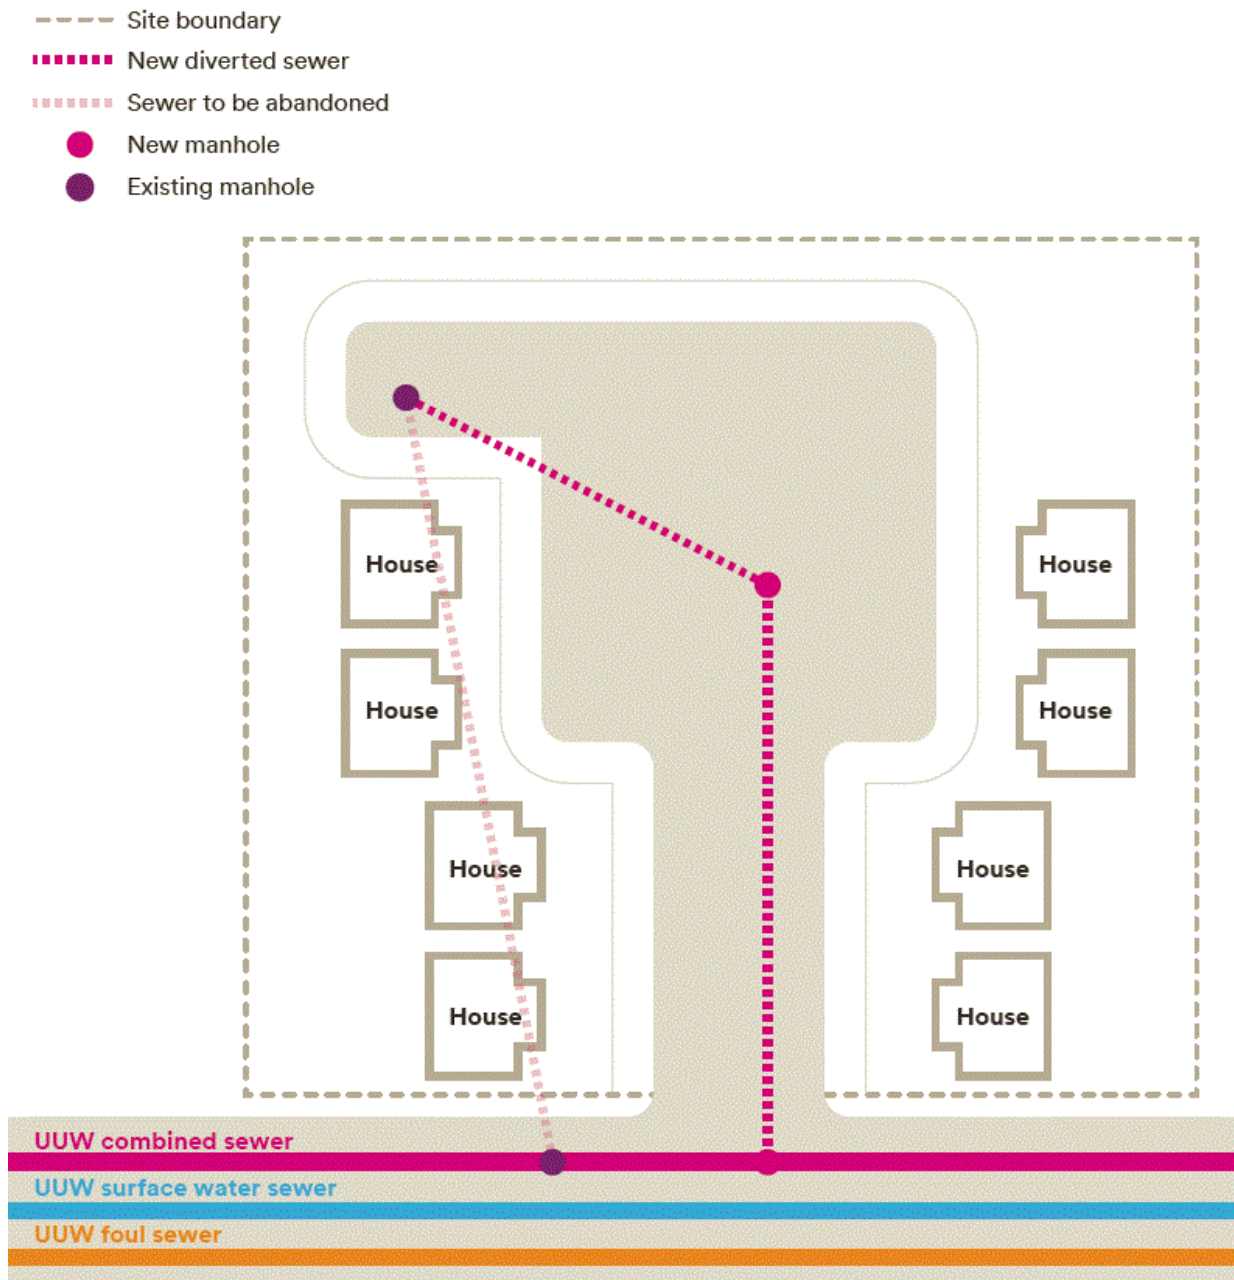 Site boundary
New diverted sewer
Sewer to be abandoned
New manhole
Existing manhole
House
House
House
House
House
House
House
House
UUW combined sewer
UUW surface water sewer
UUW foul sewer